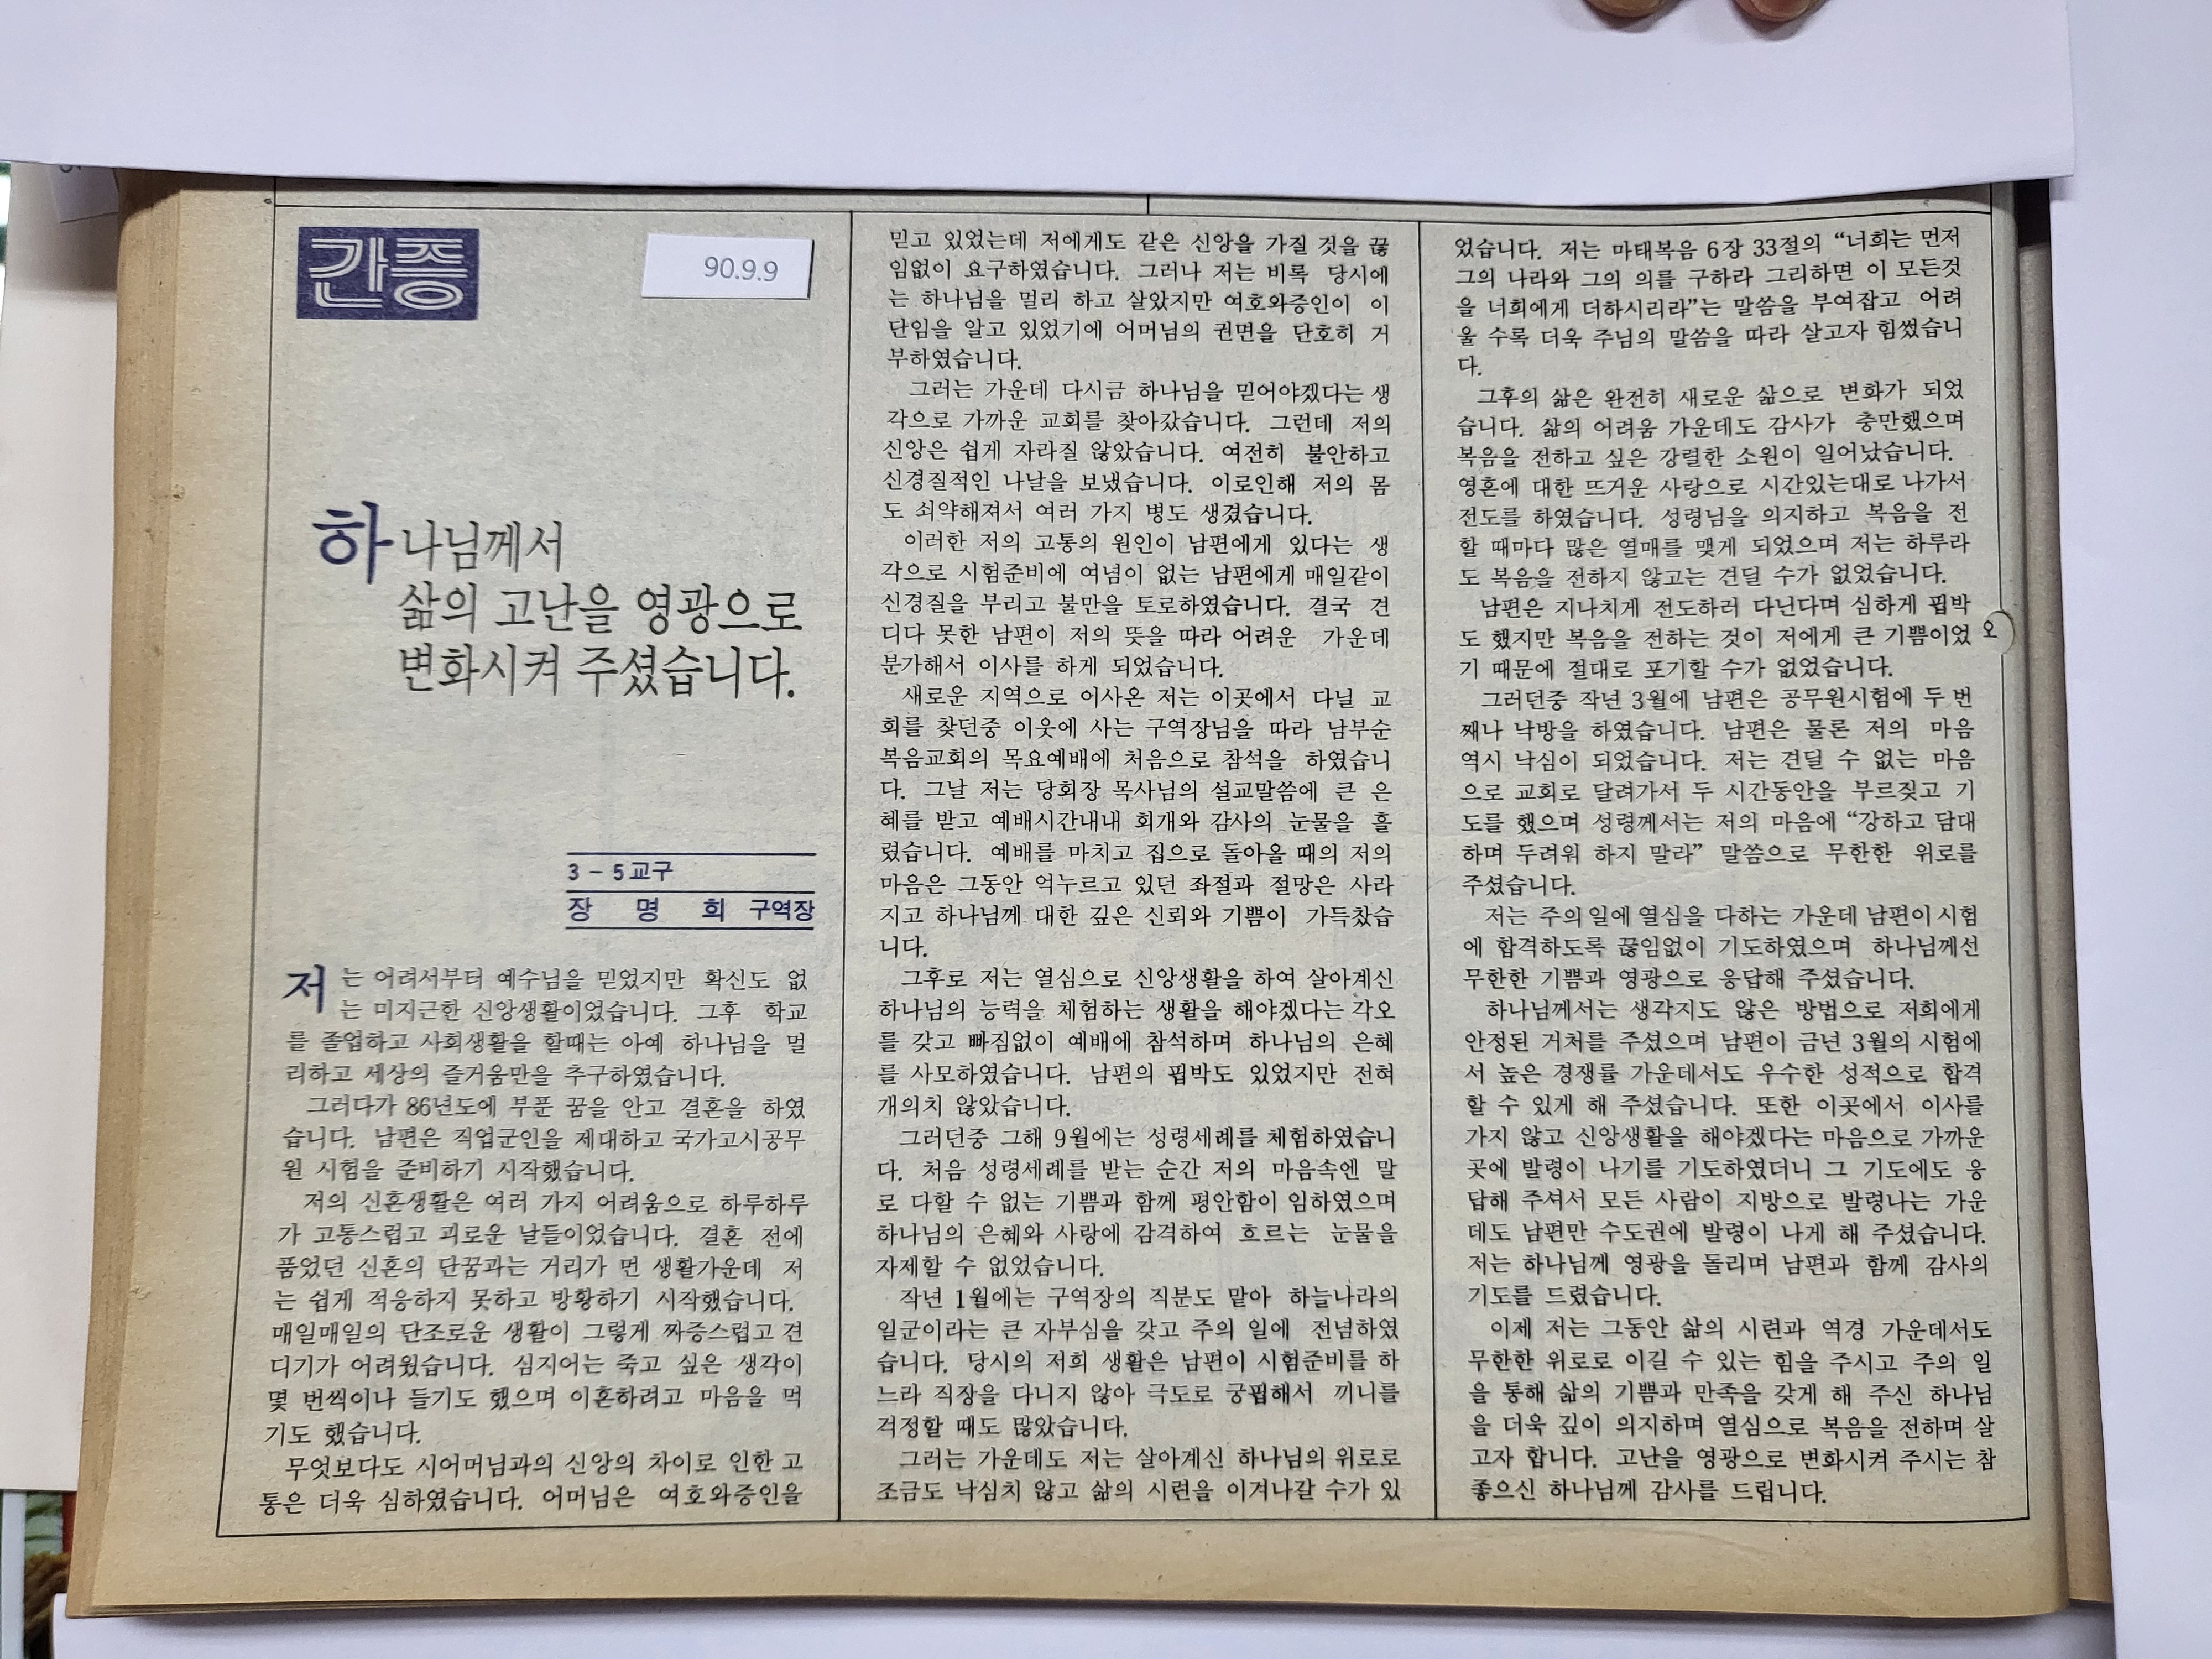 간증
90.9.9
하나님께서
삶의 고난을 영광으로
변화시켜 주셨습니다.
3 - 5 교구
장 명 희 구역장
저는 어려서부터 예수님을 믿었지만 확신도 없
는 미지근한 신앙생활이었습니다. 그후 학교
를 졸업하고 사회생활을 할때는 아예 하나님을 멀
리하고 세상의 즐거움만을 추구하였습니다.
그러다가 86년도에 부푼 꿈을 안고 결혼을 하였
습니다. 남편은 직업군인을 제대하고 국가고시공무
원 시험을 준비하기 시작했습니다.
저의 신혼생활은 여러 가지 어려움으로 하루하루
가 고통스럽고 괴로운 날들이었습니다. 결혼 전에
품었던 신혼의 단꿈과는 거리가 먼 생활가운데 저
는 쉽게 적응하지 못하고 방황하기 시작했습니다.
매일매일의 단조로운 생활이 그렇게 짜증스럽고 견
디기가 어려웠습니다. 심지어는 죽고 싶은 생각이
몇 번씩이나 들기도 했으며 이혼하려고 마음을 먹
기도 했습니다.
무엇보다도 시어머님과의 신앙의 차이로 인한 고
통은 더욱 심하였습니다. 어머님은 여호와증인을
믿고 있었는데 저에게도 같은 신앙을 가질 것을 끊
임없이 요구하였습니다. 그러나 저는 비록 당시에
는 하나님을 멀리 하고 살았지만 여호와증인이 이
단임을 알고 있었기에 어머님의 권면을 단호히 거
부하였습니다.
그러는 가운데 다시금 하나님을 믿어야겠다는 생
각으로 가까운 교회를 찾아갔습니다. 그런데 저의
신앙은 쉽게 자라질 않았습니다. 여전히 불안하고
신경질적인 나날을 보냈습니다. 이로인해 저의 몸
도 쇠약해져서 여러 가지 병도 생겼습니다.
이러한 저의 고통의 원인이 남편에게 있다는 생
각으로 시험준비에 여념이 없는 남편에게 매일같이
신경질을 부리고 불만을 토로하였습니다. 결국 견
디다 못한 남편이 저의 뜻을 따라 어려운 가운데
분가해서 이사를 하게 되었습니다.
새로운 지역으로 이사온 저는 이곳에서 다닐 교
회를 찾던중 이웃에 사는 구역장님을 따라 남부순
복음교회의 목요예배에 처음으로 참석을 하였습니
다. 그날 저는 당회장 목사님의 설교말씀에 큰 은
혜를 받고 예배시간내내 회개와 감사의 눈물을 흘
렸습니다. 예배를 마치고 집으로 돌아올 때의 저의
마음은 그동안 억누르고 있던 좌절과 절망은 사라
지고 하나님께 대한 깊은 신뢰와 기쁨이 가득찼습
니다.
그후로 저는 열심으로 신앙생활을 하여 살아계신
하나님의 능력을 체험하는 생활을 해야겠다는 각오
를 갖고 빠짐없이 예배에 참석하며 하나님의 은혜
를 사모하였습니다. 남편의 핍박도 있었지만 전혀
개의치 않았습니다.
그러던중 그해 9월에는 성령세례를 체험하였습니
다. 처음 성령세례를 받는 순간 저의 마음속엔 말
로 다할 수 없는 기쁨과 함께 평안함이 임하였으며
하나님의 은혜와 사랑에 감격하여 흐르는 눈물을
자제할 수 없었습니다.
작년 1월에는 구역장의 직분도 맡아 하늘나라의
일군이라는 큰 자부심을 갖고 주의 일에 전념하였
습니다. 당시의 저희 생활은 남편이 시험준비를 하
느라 직장을 다니지 않아 극도로 궁핍해서 끼니를
걱정할 때도 많았습니다.
그러는 가운데도 저는 살아계신 하나님의 위로로
조금도 낙심치 않고 삶의 시련을 이겨나갈 수가 있
었습니다. 저는 마태복음 6장 33절의 “너희는 먼저
그의 나라와 그의 의를 구하라 그리하면 이 모든것
을 너희에게 더하시리라”는 말씀을 부여잡고 어려
울 수록 더욱 주님의 말씀을 따라 살고자 힘썼습니
다.
그후의 삶은 완전히 새로운 삶으로 변화가 되었
습니다. 삶의 어려움 가운데도 감사가 충만했으며
복음을 전하고 싶은 강렬한 소원이 일어났습니다.
영혼에 대한 뜨거운 사랑으로 시간있는대로 나가서
전도를 하였습니다. 성령님을 의지하고 복음을 전
할 때마다 많은 열매를 맺게 되었으며 저는 하루라
도 복음을 전하지 않고는 견딜 수가 없었습니다.
남편은 지나치게 전도하러 다닌다며 심하게 핍박
도 했지만 복음을 전하는 것이 저에게 큰 기쁨이었
기 때문에 절대로 포기할 수가 없었습니다.
그러던중 작년 3월에 남편은 공무원시험에 두 번
째나 낙방을 하였습니다. 남편은 물론 저의 마음
역시 낙심이 되었습니다. 저는 견딜 수 없는 마음
으로 교회로 달려가서 두 시간동안을 부르짖고 기
도를 했으며 성령께서는 저의 마음에 “강하고 담대
하며 두려워 하지 말라” 말씀으로 무한한 위로를
주셨습니다.
저는 주의 일에 열심을 다하는 가운데 남편이 시험
에 합격하도록 끊임없이 기도하였으며 하나님께선
무한한 기쁨과 영광으로 응답해 주셨습니다.
하나님께서는 생각지도 않은 방법으로 저희에게
안정된 거처를 주셨으며 남편이 금년 3월의 시험에
서 높은 경쟁률 가운데서도 우수한 성적으로 합격
할 수 있게 해 주셨습니다. 또한 이곳에서 이사를
가지 않고 신앙생활을 해야겠다는 마음으로 가까운
곳에 발령이 나기를 기도하였더니 그 기도에도 응
답해 주셔서 모든 사람이 지방으로 발령나는 가운
데도 남편만 수도권에 발령이 나게 해 주셨습니다.
저는 하나님께 영광을 돌리며 남편과 함께 감사의
기도를 드렸습니다.
이제 저는 그동안 삶의 시련과 역경 가운데서도
무한한 위로로 이길 수 있는 힘을 주시고 주의 일
을 통해 삶의 기쁨과 만족을 갖게 해 주신 하나님
을 더욱 깊이 의지하며 열심으로 복음을 전하며 살
고자 합니다. 고난을 영광으로 변화시켜 주시는 참
좋으신 하나님께 감사를 드립니다.
오